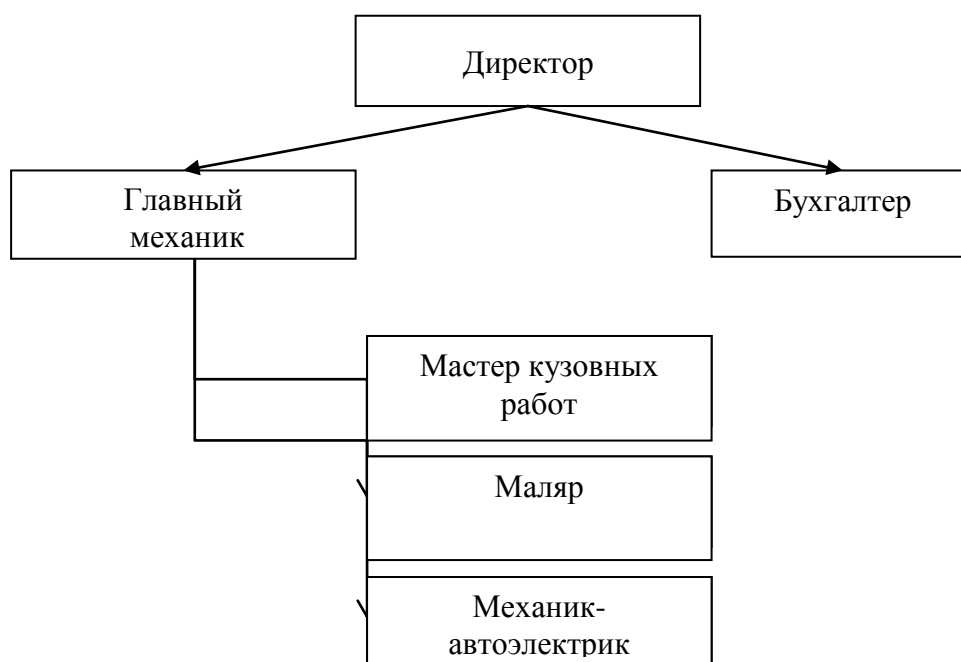 Директор
Главный
механик
Бухгалтер
Мастер кузовных
работ
Маляр
Механик-
автоэлектрик